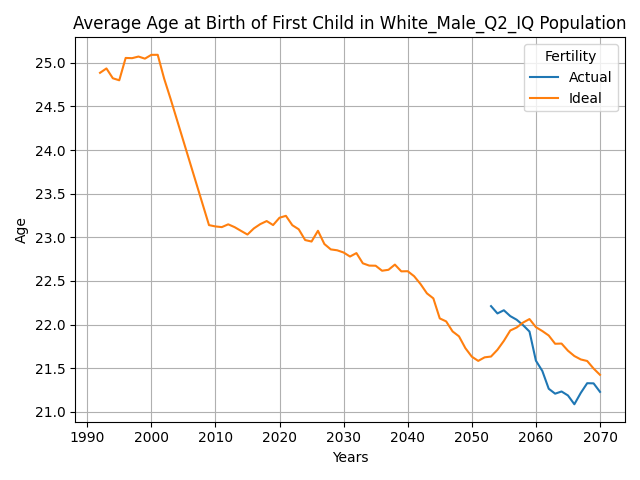 Average Age at Birth of First Child in White_Male_Q2_IQ Population
Fertility
Actual
Ideal
Age
25.0
24.5
24.0
23.5
23.0
22.5
22.0
21.5
21.0
1990 2000 2010 2020 2030 2040 2050 2060 2070
Years